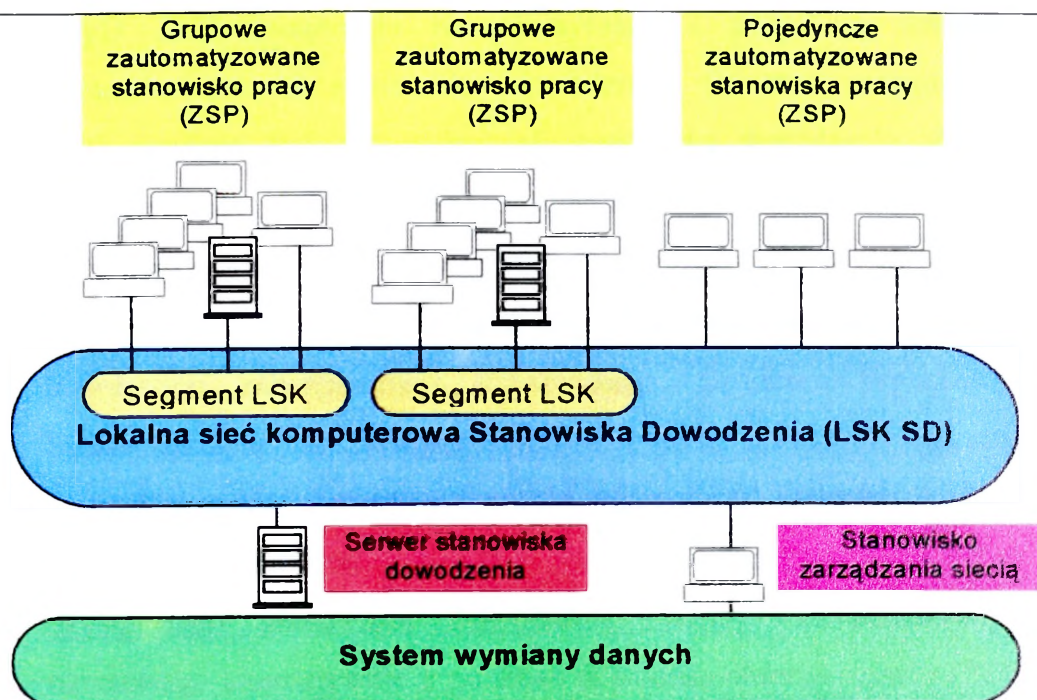 Grupowe
zautomatyzowane
stanowisko pracy
(ZSP)
Grupowe
zautomatyzowane
stanowisko pracy
(ZSP)
Pojedyncze
zautomatyzowane
stanowiska pracy
(ZSP)
Segment LSK
Segment LSK
Lokalna sieć komputerowa Stanowiska Dowodzenia (LSK SD)
Serwer stanowiska
dowodzenia
Stanowisko
zarządzania siecią
System wymiany danych